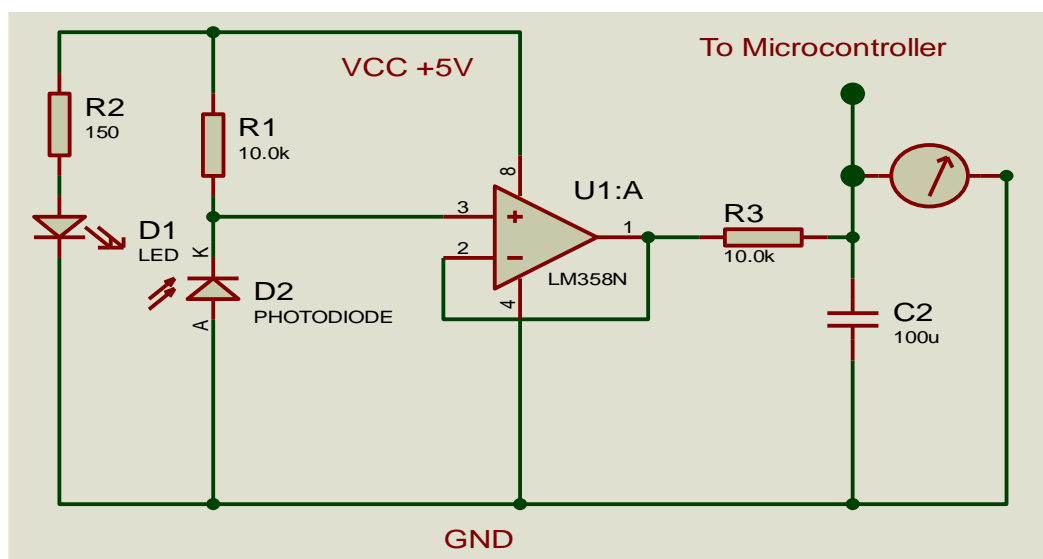 To Microcontroller
VCC +5V
R2
150
R1
10.0k
8
U1:A
3
+
R3
2
1
D1
LED
K
LM358N
10.0k
4
D2
PHOTODIODE
A
C2
100u
GND